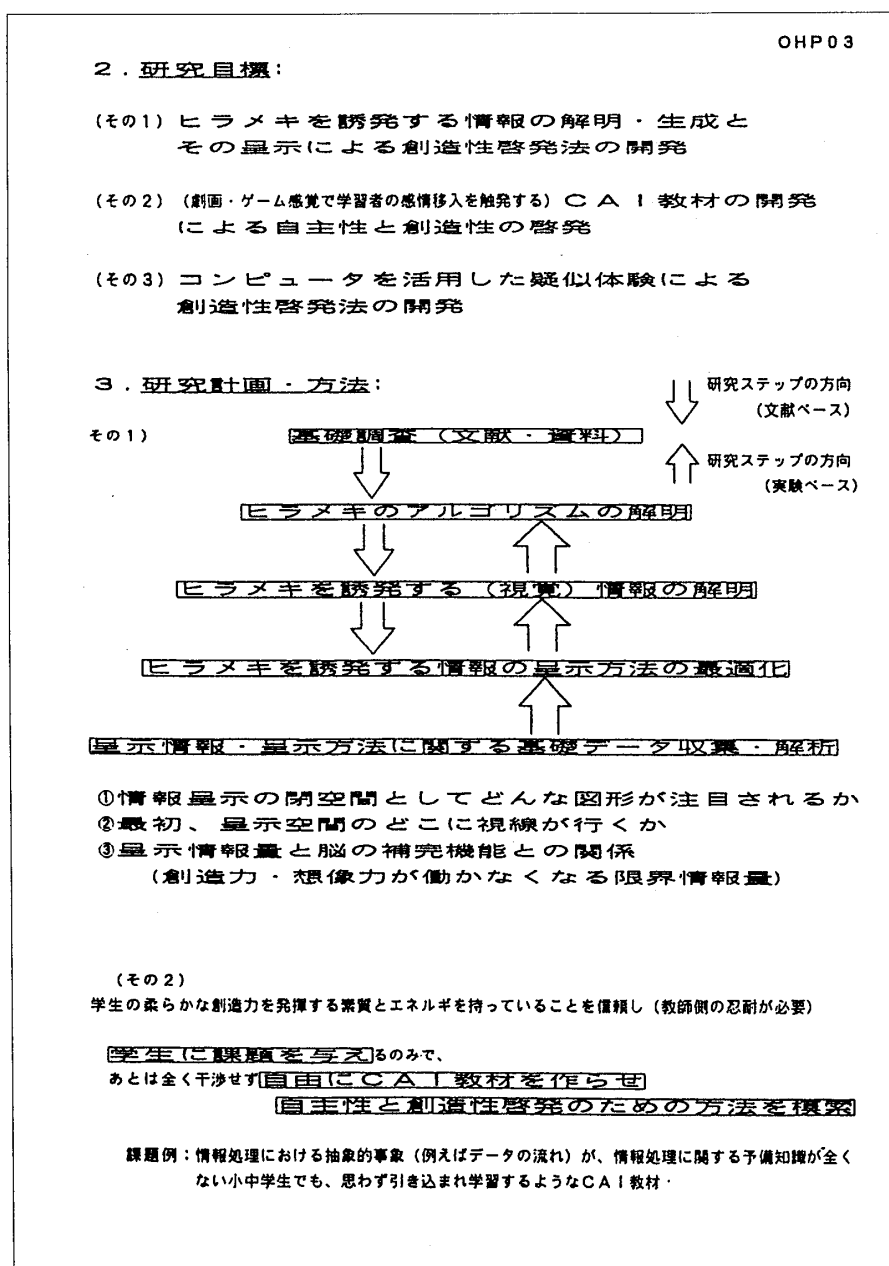 OHP03
2.研究目標:
(その1) ヒラメキを誘発する情報の解明・生成と
その呈示による創造性啓発法の開発
(その2) (劇画・ゲーム感覚で学習者の感情移入を触発する) CAI教材の開発
による自主性と創造性の啓発
(その3) コンピュータを活用した疑似体験による
創造性啓発法の開発
3.研究計画・方法:
研究ステップの方向
(文献ベース)
その1)
基礎調査(文献・資料)
研究ステップの方向
(実験ベース)
ヒラメキのアルゴリズムの解明
ヒラメキを誘発する(視覚)情報の解明
ヒラメキを誘発する情報の呈示方法の最適化
呈示情報・呈示方法に関する基礎データ収集・解析
①情報呈示の閉空間としてどんな図形が注目されるか
②最初、呈示空間のどこに視線が行くか
③呈示情報量と脳の補完機能との関係
(創造力・想像力が働かなくなる限界情報量)
(その2)
学生の柔らかな創造力を発揮する素質とエネルギを持っていることを信頼し(教師側の忍耐が必要)
学生に課題を与えるのみで、
あとは全く干渉せず自由にCAI教材を作らせ
自主性と創造性啓発のための方法を模索
課題例:情報処理における抽象的事象(例えばデータの流れ)が、情報処理に関する予備知識が全く
ない小中学生でも、思わず引き込まれ学習するようなCAI教材・